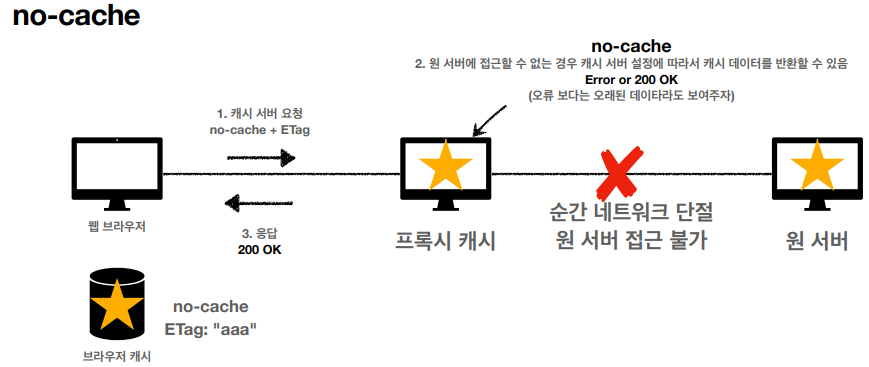 no-cache
no-cache
2. 원 서버에 접근할 수 없는 경우 캐시 서버 설정에 따라서 캐시 데이터를 반환할 수 있음
Error or 200 OK
(오류 보다는 오래된 데이타라도 보여주자)
1. 캐시 서버 요청
no-cache + ETag
순간 네트워크 단절
원 서버 접근 불가
웹 브라우저
3. 응답
200 OK
프록시 캐시
원 서버
no-cache
ETag: "aaa"
브라우저 캐시